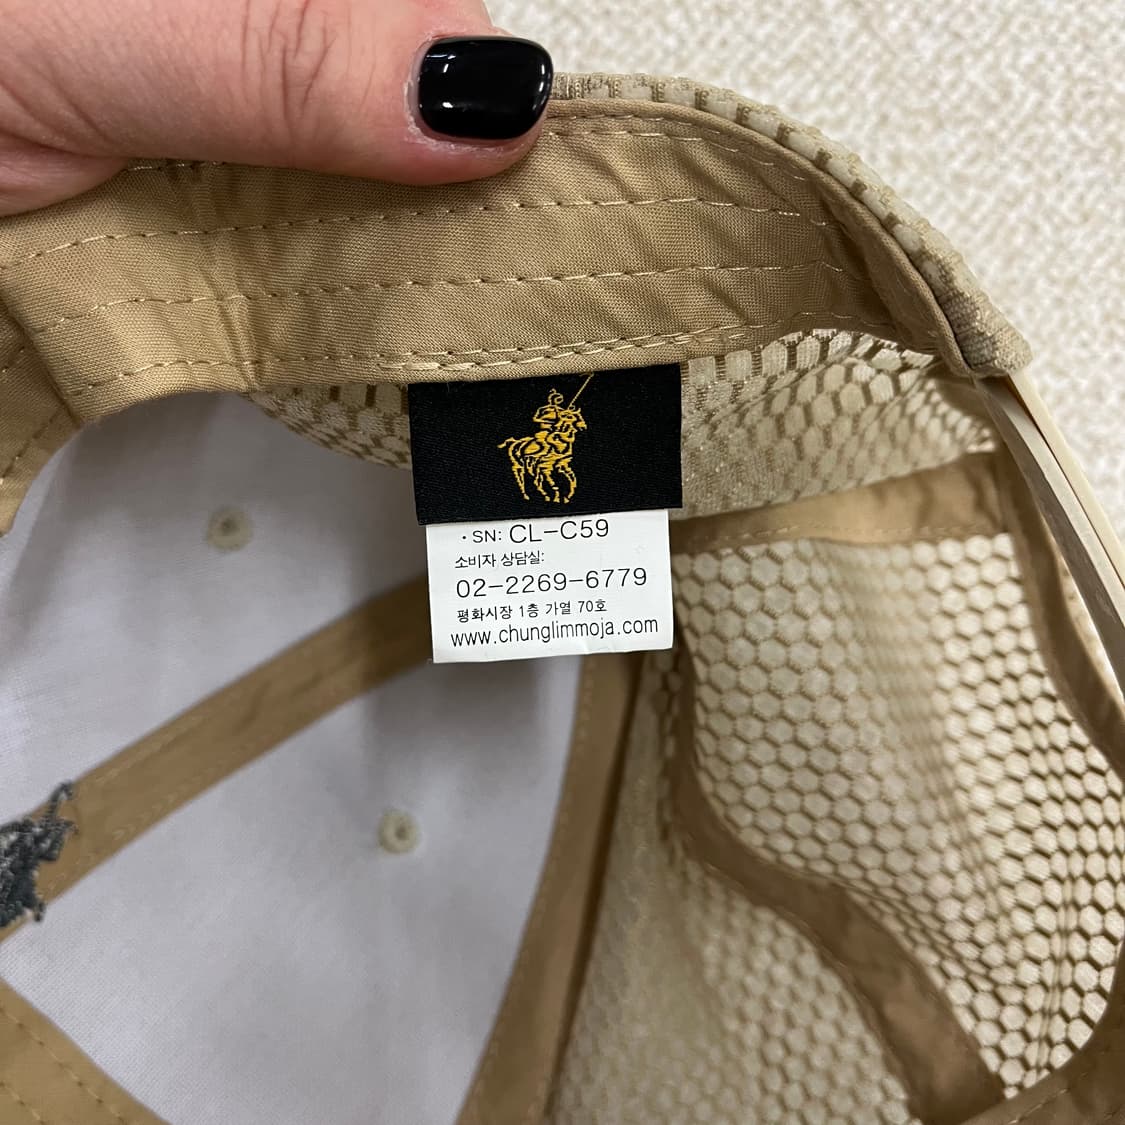 · SN: CL-C59
소비자 상담실:
02-2269-6779
평화시장 1층 가열 70호
www.chunglimmoja.com